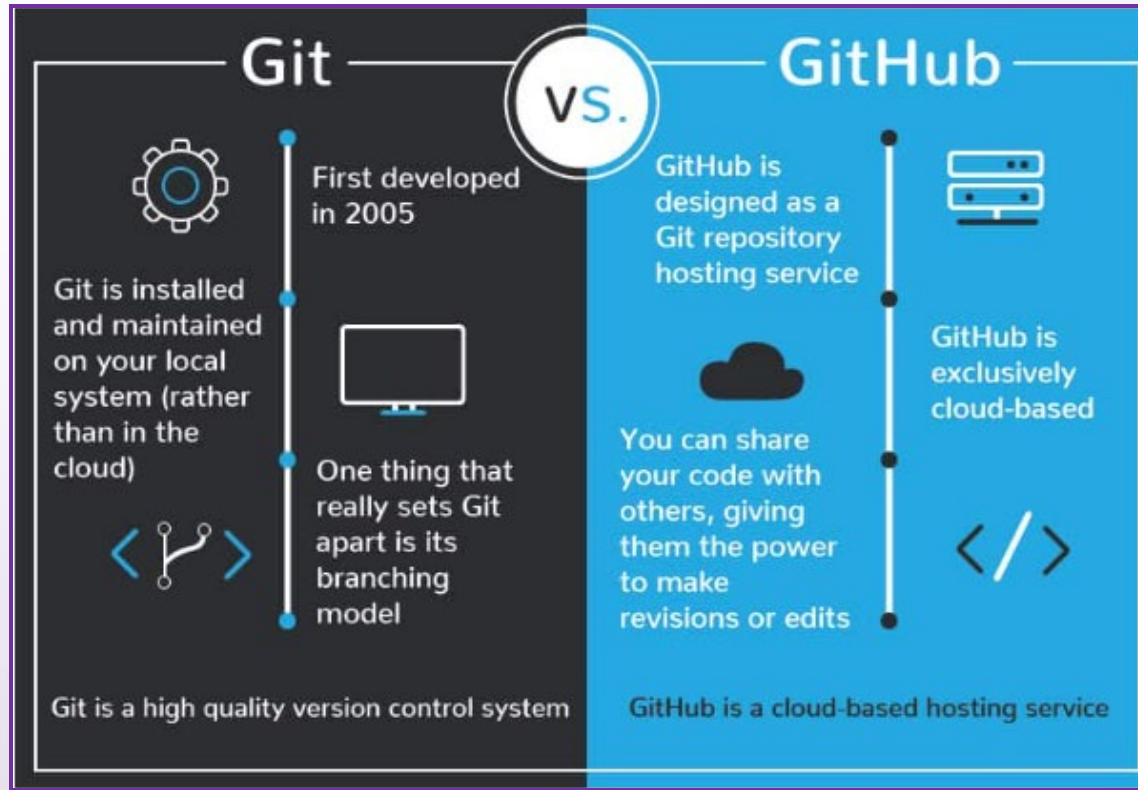 Git
vs.
GitHub
First developed
in 2005
Git is installed
and maintained
on your local
system (rather
than in the
cloud)
One thing that
really sets Git
apart is its
branching
model
Git is a high quality version control system
GitHub is
designed as a
Git repository
hosting service
GitHub is
exclusively
cloud-based
You can share
your code with
others, giving
them the power
to make
revisions or edits
GitHub is a cloud-based hosting service